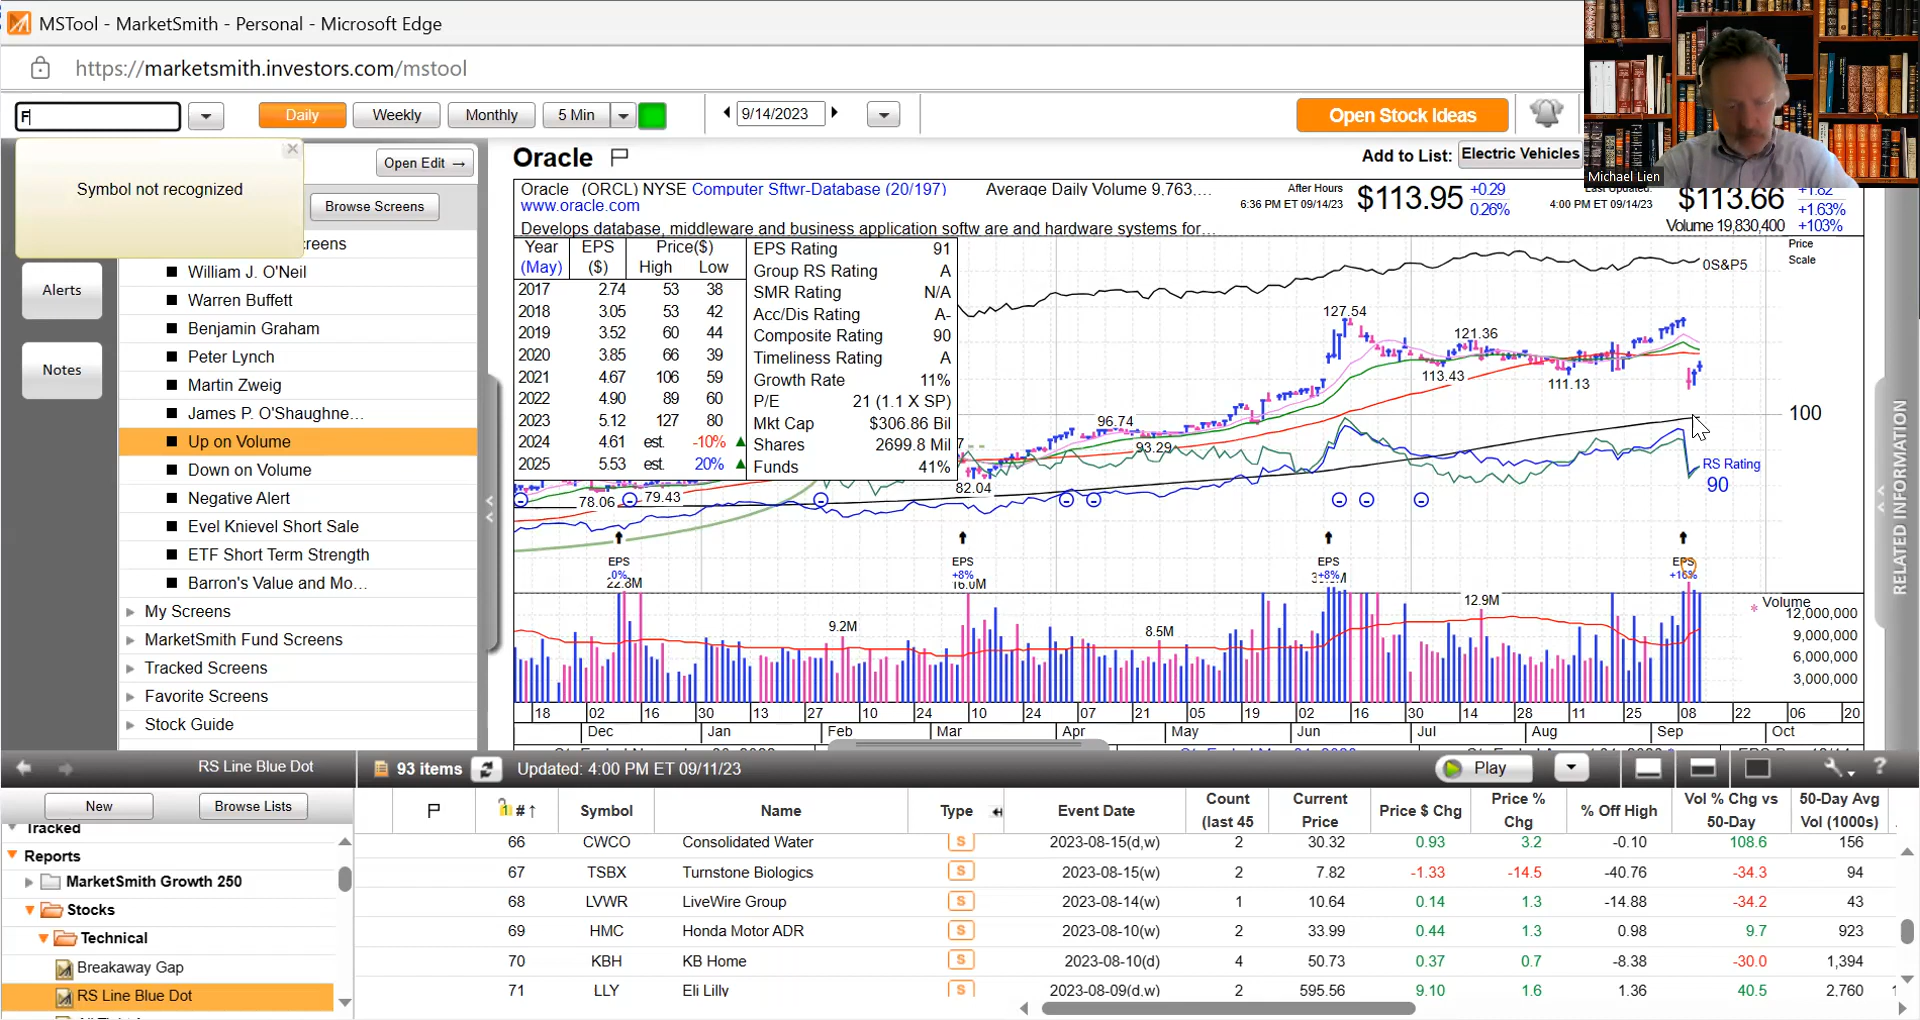 MSTool - MarketSmith - Personal - Microsoft Edge
https://marketsmith.investors.com/mstool
F
Daily
Weekly
Monthly
5 Min
9/14/2023
Open Stock Ideas
Michael Lien
Symbol not recognized
Open Edit →
Browse Screens
William J. O'Neil
Warren Buffett
Benjamin Graham
Peter Lynch
Martin Zweig
James P. O'Shaughne…
Up on Volume
Down on Volume
Negative Alert
Evel Knievel Short Sale
ETF Short Term Strength
Barron's Value and Mo…
My Screens
MarketSmith Fund Screens
Tracked Screens
Favorite Screens
Stock Guide
Alerts
Notes
Oracle
Add to List:
Electric Vehicles
Oracle (ORCL) NYSE Computer Sftwr-Database (20/197) Average Daily Volume 9.763,…
www.oracle.com
Develops database, middleware and business application softw are and hardware systems for…
After Hours
6:36 PM ET 09/14/23
$113.95
+0.29
0.26%
4:00 PM ET 09/14/23
$113.66
+1.82
+1.63%
Volume 19,830,400 +103%
Year EPS Price($)
(May) ($) High Low
2017 2.74 53 38
2018 3.05 53 42
2019 3.52 60 44
2020 3.85 66 39
2021 4.67 106 59
2022 4.90 89 60
2023 5.12 127 80
2024 4.61 est. -10%
2025 5.53 est. 20%
EPS Rating 91
Group RS Rating A
SMR Rating N/A
Acc/Dis Rating A-
Composite Rating 90
Timeliness Rating A
Growth Rate 11%
P/E 21 (1.1 X SP)
Mkt Cap $306.86 Bil
Shares 2699.8 Mil
Funds 41%
Price
Scale
0S&P5
127.54
121.36
113.43
111.13
100
96.74
93.29
82.04
78.06
79.43
RS Rating
90
EPS
0%
EPS
+8%
EPS
+8%
EPS
+16%
22.8M
9.2M
16.0M
8.5M
12.9M
Volume
12,000,000
9,000,000
6,000,000
3,000,000
18 02 16 30 13 27 10 24 10 24 07 21 05 19 02 16 30 14 28 11 25 08 22 06 20
Dec Jan Feb Mar Apr May Jun Jul Aug Sep Oct
RELATED INFORMATION
RS Line Blue Dot
93 items
Updated: 4:00 PM ET 09/11/23
Play
?
New
Browse Lists
Tracked
Reports
MarketSmith Growth 250
Stocks
Technical
Breakaway Gap
RS Line Blue Dot
# Symbol Name Type Event Date Count (last 45 Current Price Price $ Chg Price % Chg % Off High Vol % Chg vs 50-Day 50-Day Avg Vol (1000s)
66 CWCO Consolidated Water S 2023-08-15(d,w) 2 30.32 0.93 3.2 -0.10 108.6 156
67 TSBX Turnstone Biologics S 2023-08-15(w) 2 7.82 -1.33 -14.5 -40.76 -34.3 94
68 LVWR LiveWire Group S 2023-08-14(w) 1 10.64 0.14 1.3 -14.88 -34.2 43
69 HMC Honda Motor ADR S 2023-08-10(w) 2 33.99 0.44 1.3 0.98 9.7 923
70 KBH KB Home S 2023-08-10(d) 4 50.73 0.37 0.7 -8.38 -30.0 1,394
71 LLY Eli Lilly S 2023-08-09(d,w) 2 595.56 9.10 1.6 1.36 40.5 2,760